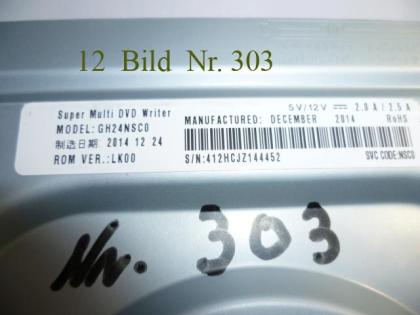 12 Bild Nr. 303
5V/12V ⎓ 2.0A / 2.5A
Super Multi DVD Writer
MANUFACTURED: DECEMBER 2014 RoHS
MODEL: GH24NSC0
制造日期: 2014 12 24
ROM VER.:LK00
S/N:412HCJZ144452
SVC CODE:NSC0
Nr. 303